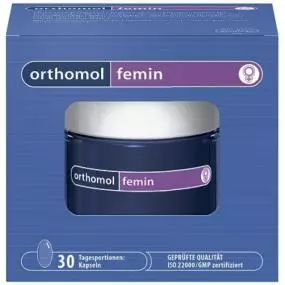 orthomol femin
orthomol femin
30 Tagesportionen:
Kapseln
GEPRÜFTE QUALITÄT
ISO 22000/GMP zertifiziert